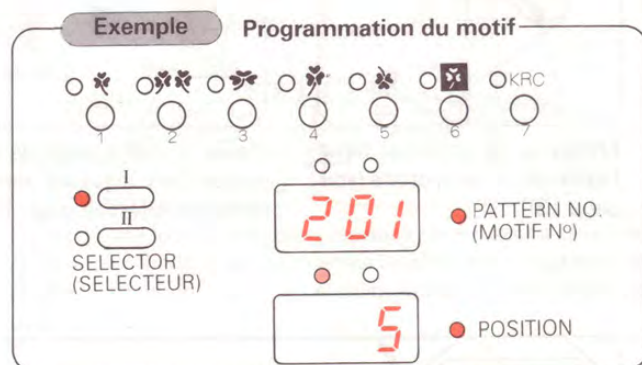 Exemple Programmation du motif
KRC
1 2 3 4 5 6 7
I
201 PATTERN NO.
(MOTIF Nº)
II
SELECTOR
(SELECTEUR)
5 POSITION